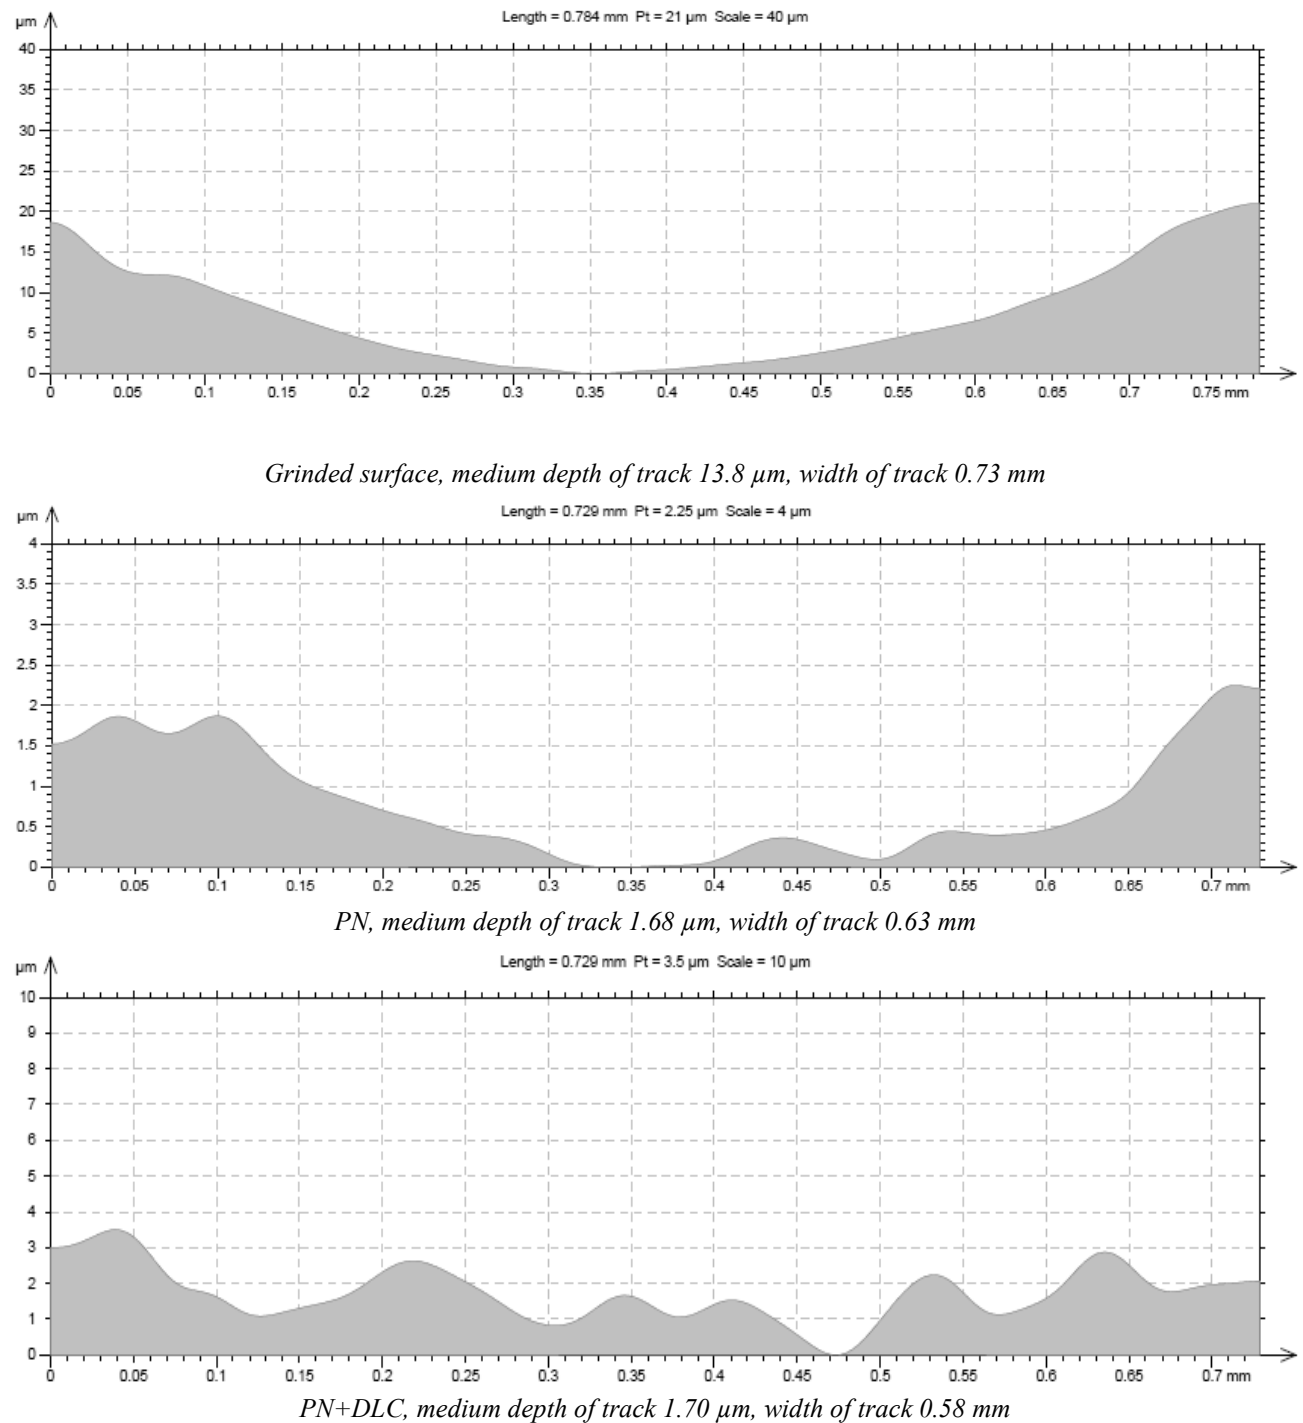 Length = 0.784 mm Pt = 21 µm Scale = 40 µm
µm
40
35
30
25
20
15
10
5
0
0 0.05 0.1 0.15 0.2 0.25 0.3 0.35 0.4 0.45 0.5 0.55 0.6 0.65 0.7 0.75 mm
Grinded surface, medium depth of track 13.8 µm, width of track 0.73 mm
Length = 0.729 mm Pt = 2.25 µm Scale = 4 µm
µm
4
3.5
3
2.5
2
1.5
1
0.5
0
0 0.05 0.1 0.15 0.2 0.25 0.3 0.35 0.4 0.45 0.5 0.55 0.6 0.65 0.7 mm
PN, medium depth of track 1.68 µm, width of track 0.63 mm
Length = 0.729 mm Pt = 3.5 µm Scale = 10 µm
µm
10
9
8
7
6
5
4
3
2
1
0
0 0.05 0.1 0.15 0.2 0.25 0.3 0.35 0.4 0.45 0.5 0.55 0.6 0.65 0.7 mm
PN+DLC, medium depth of track 1.70 µm, width of track 0.58 mm